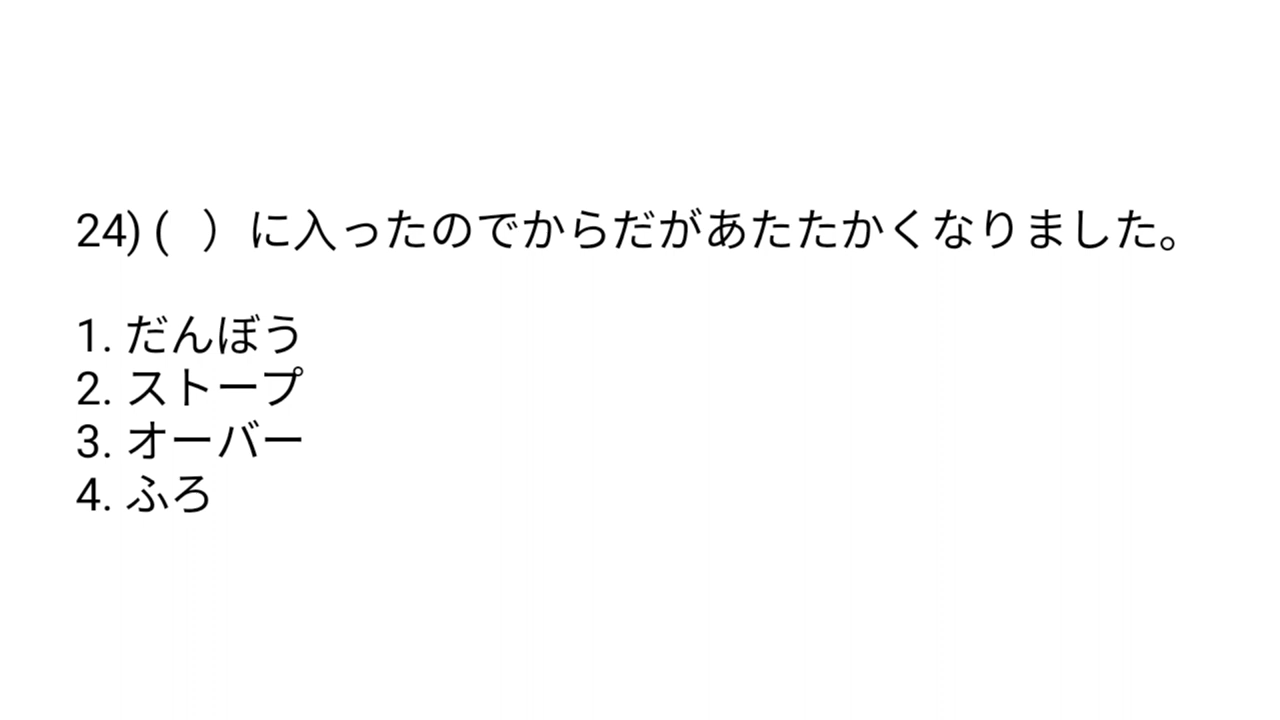 24) (   ）に入ったのでからだがあたたかくなりました。
1. だんぼう
2. ストープ
3. オーバー
4. ふろ